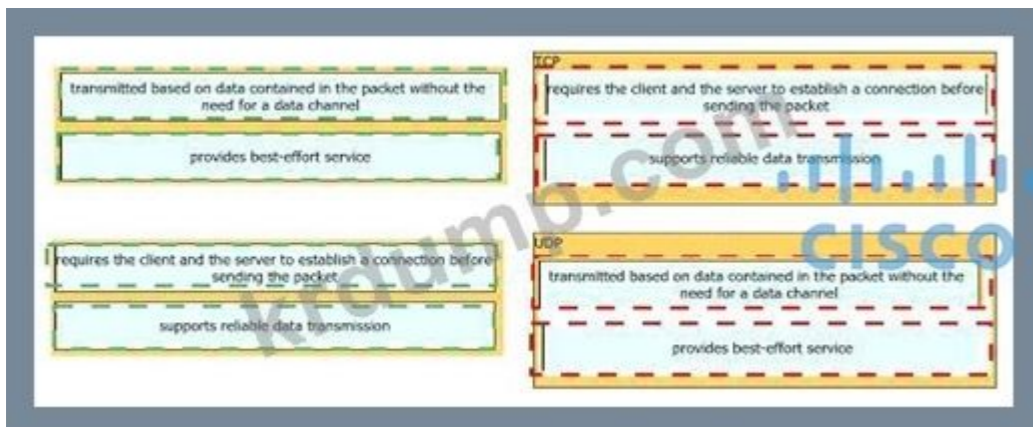 transmitted based on data contained in the packet without the
need for a data channel
provides best-effort service
requires the client and the server to establish a connection before
sending the packet
supports reliable data transmission
TCP
requires the client and the server to establish a connection before
sending the packet
supports reliable data transmission
UDP
transmitted based on data contained in the packet without the
need for a data channel
provides best-effort service
krdump.com
CISCO